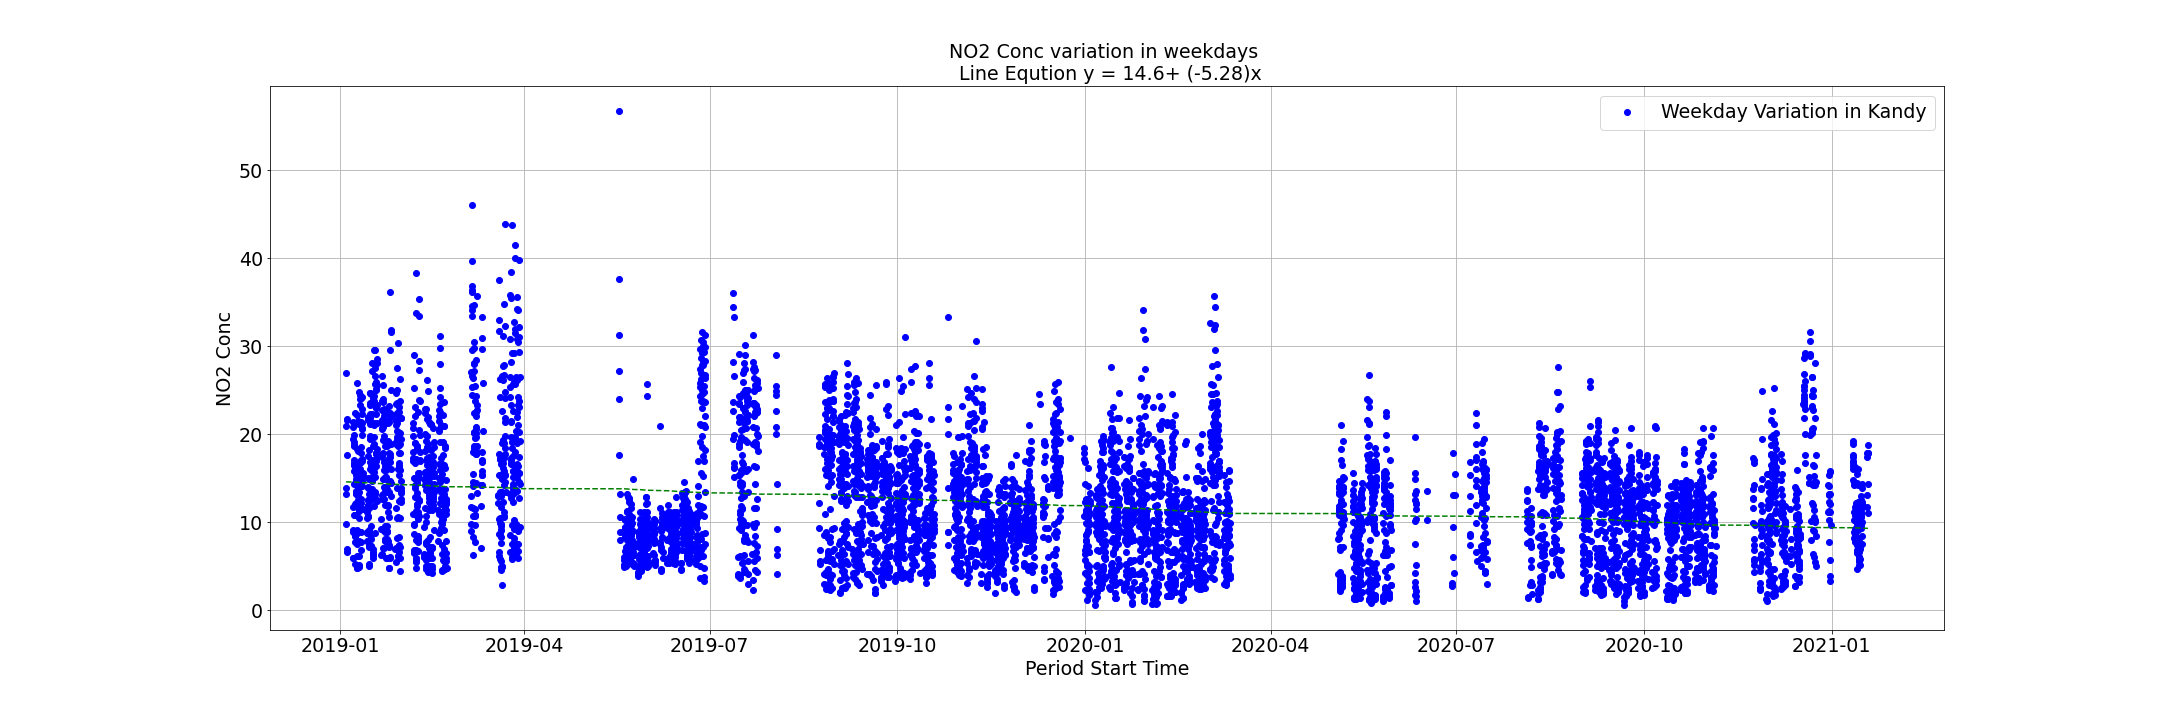 NO2 Conc variation in weekdays
Line Eqution y = 14.6+ (-5.28)x
Weekday Variation in Kandy
NO2 Conc
50
40
30
20
10
0
2019-01 2019-04 2019-07 2019-10 2020-01 2020-04 2020-07 2020-10 2021-01
Period Start Time